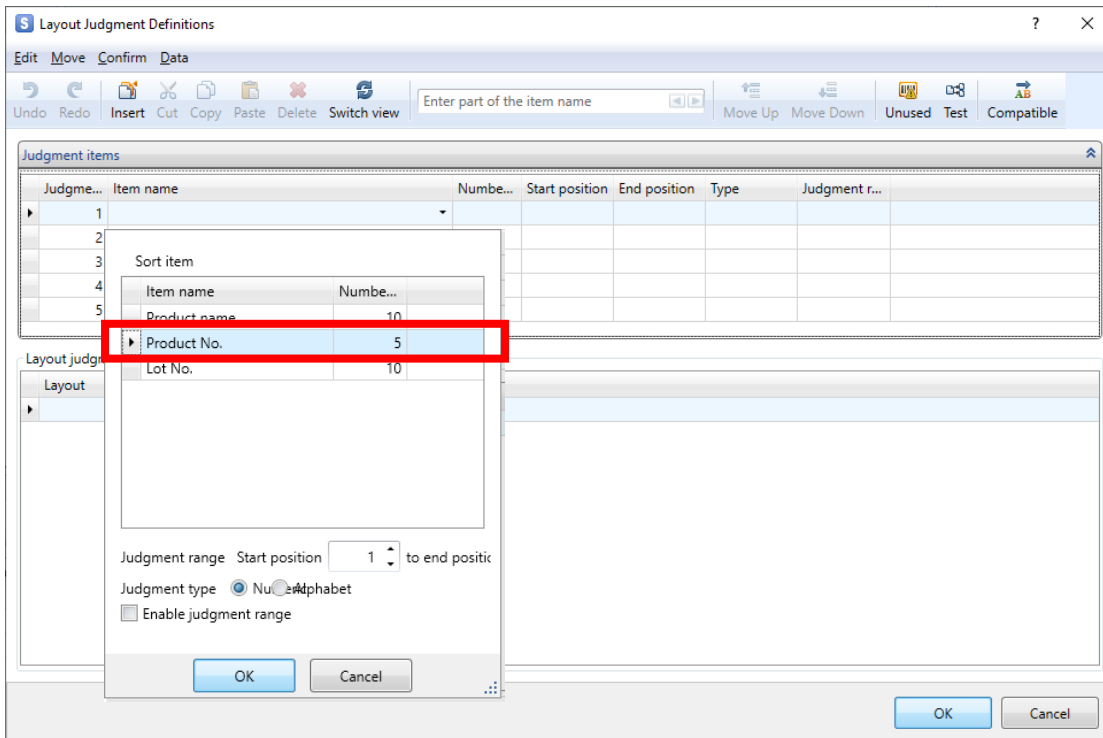 S Layout Judgment Definitions ?
Edit Move Confirm Data
Undo Redo Insert Cut Copy Paste Delete Switch view Enter part of the item name Move Up Move Down Unused Test AB Compatible
Judgment items
Judgme... Item name Numbe... Start position End position Type Judgment r...
1
2
3
4
5
Sort item
Item name Numbe...
Product name 10
Product No. 5
Lot No. 10
Layout judgm
Layout
Judgment range Start position 1 to end positic
Judgment type Alphabet
Enable judgment range
OK Cancel
OK Cancel